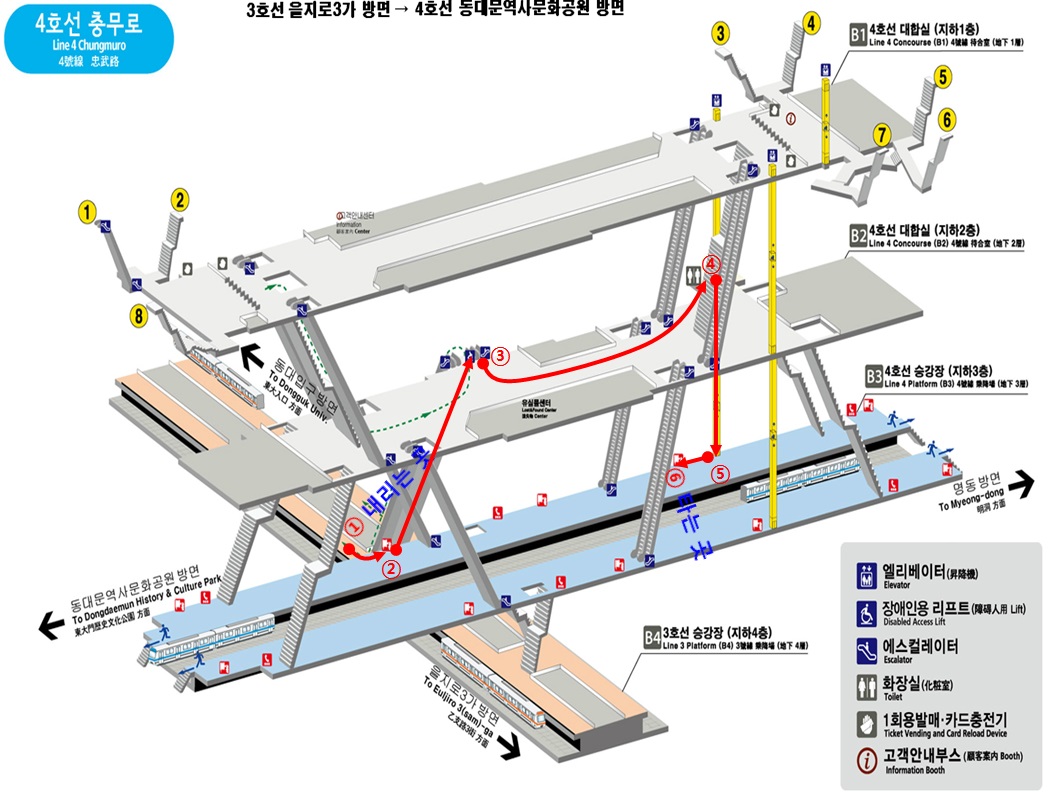 3호선 을지로3가 방면 → 4호선 동대문역사문화공원 방면
4호선 충무로
Line 4 Chungmuro
4號線 忠武路
3
4
5
6
7
B1 4호선 대합실 (지하1층)
Line 4 Concourse (B1) 4號線 待合室 (地下 1層)
1
2
8
고객안내센터
Information
顧客案內 Center
B2 4호선 대합실 (지하2층)
Line 4 Concourse (B2) 4號線 待合室 (地下 2層)
④
③
동대입구 방면
To Dongguk Univ.
東大入口 方面
유실물센터
Lost&Found Center
遺失物 Center
B3 4호선 승강장 (지하3층)
Line 4 Platform (B3) 4號線 乘降場 (地下 3層)
내리는 곳
①
②
⑤
⑥
타는 곳
명동 방면
To Myeong-dong
明洞 方面
동대문역사문화공원 방면
To Dongdaemun History & Culture Park
東大門歷史文化公園 方面
B4 3호선 승강장 (지하4층)
Line 3 Platform (B4) 3號線 乘降場 (地下 4層)
을지로3가 방면
To Euljiro 3(sam)-ga
乙支路3街 方面
엘리베이터(昇降機)
Elevator
장애인용 리프트(障碍人用 Lift)
Disabled Access Lift
에스컬레이터
Escalator
화장실(化粧室)
Toilet
1회용발매·카드충전기
Ticket Vending and Card Reload Device
고객안내부스 (顧客案內 Booth)
Information Booth